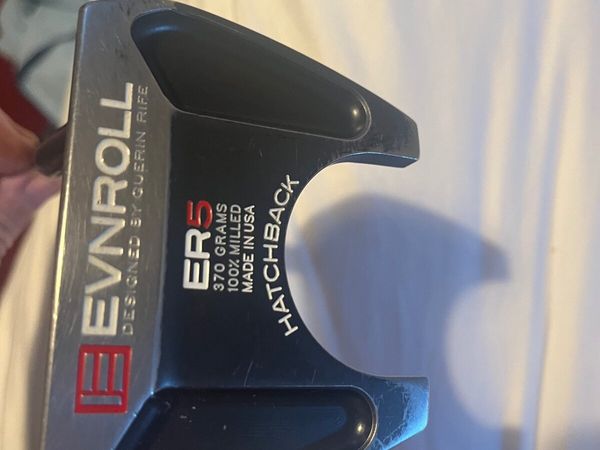 EVNROLL
DESIGNED BY GUERIN RIFE
ER5
370 GRAMS
100% MILLED
MADE IN USA
HATCHBACK